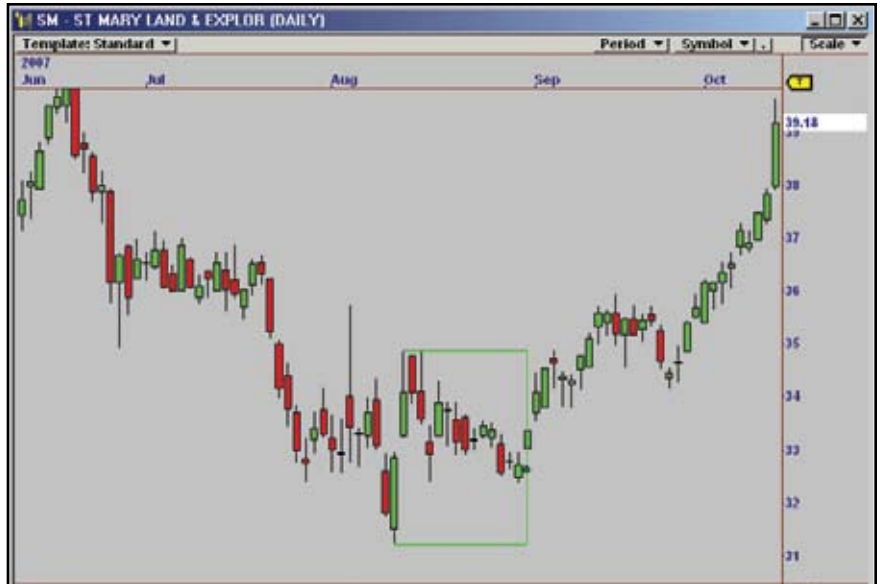 SM - ST MARY LAND & EXPLOR (DAILY)
Template: Standard Period Symbol . Scale
2007
Jun Jul Aug Sep Oct
T
39.18
39
38
37
36
35
34
33
32
31